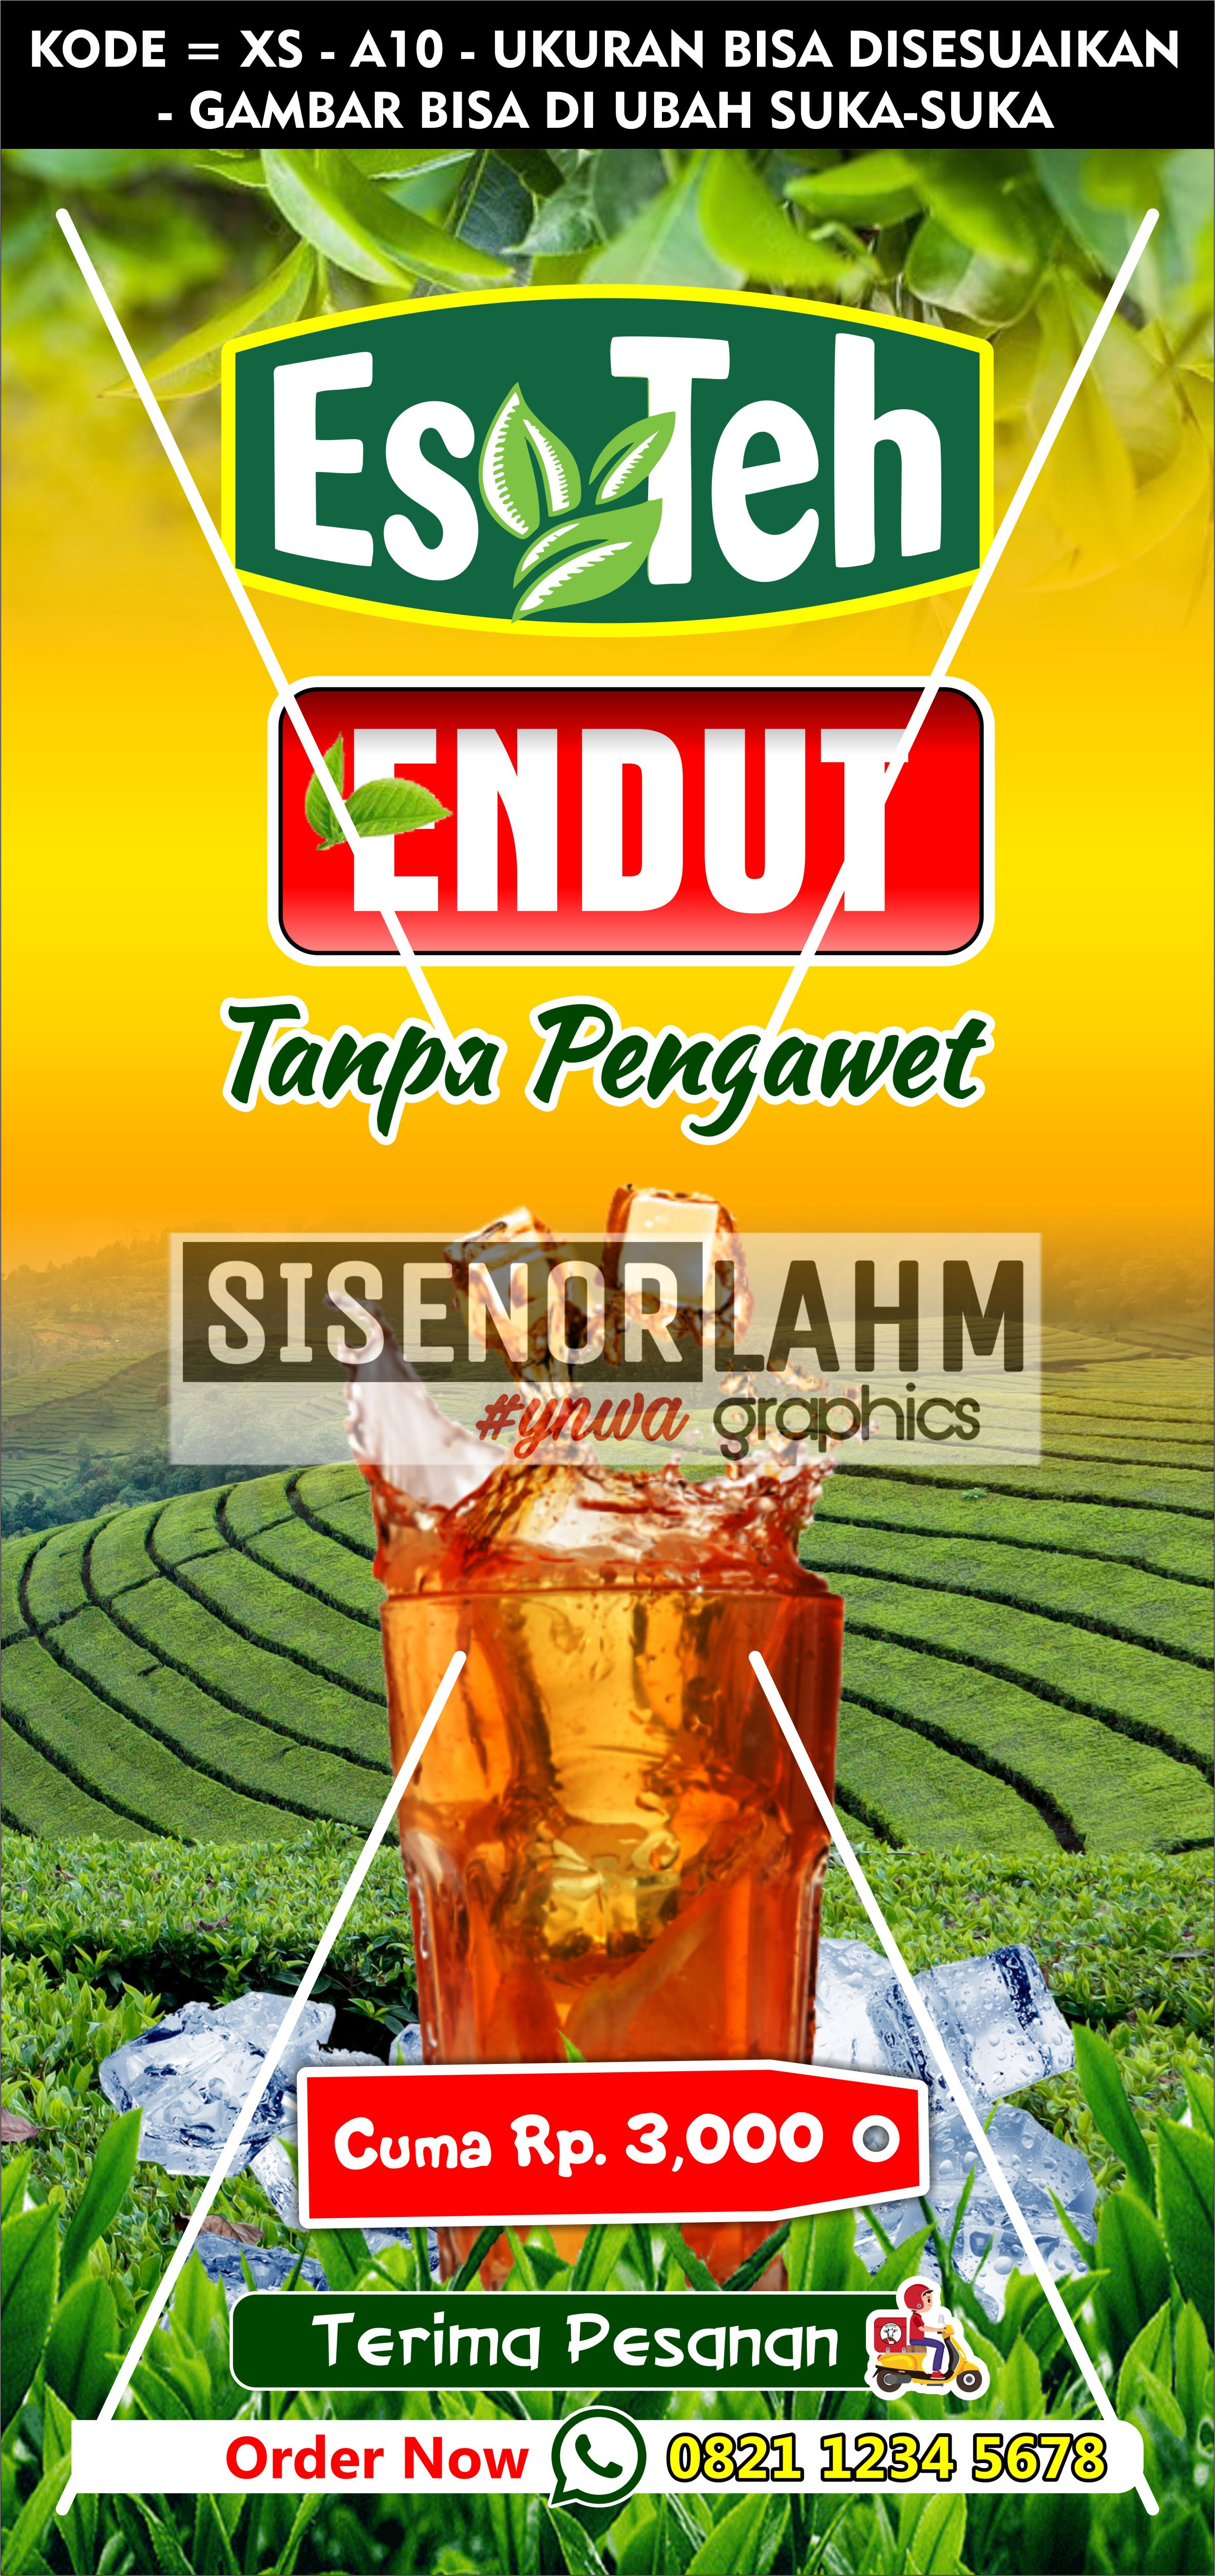 KODE = XS - A10 - UKURAN BISA DISESUAIKAN
- GAMBAR BISA DI UBAH SUKA-SUKA
Es Teh
ENDUT
Tanpa Pengawet
SISENOR LAHM
#ynwa graphics
Cuma Rp. 3,000
Terima Pesanan
Order Now 0821 1234 5678